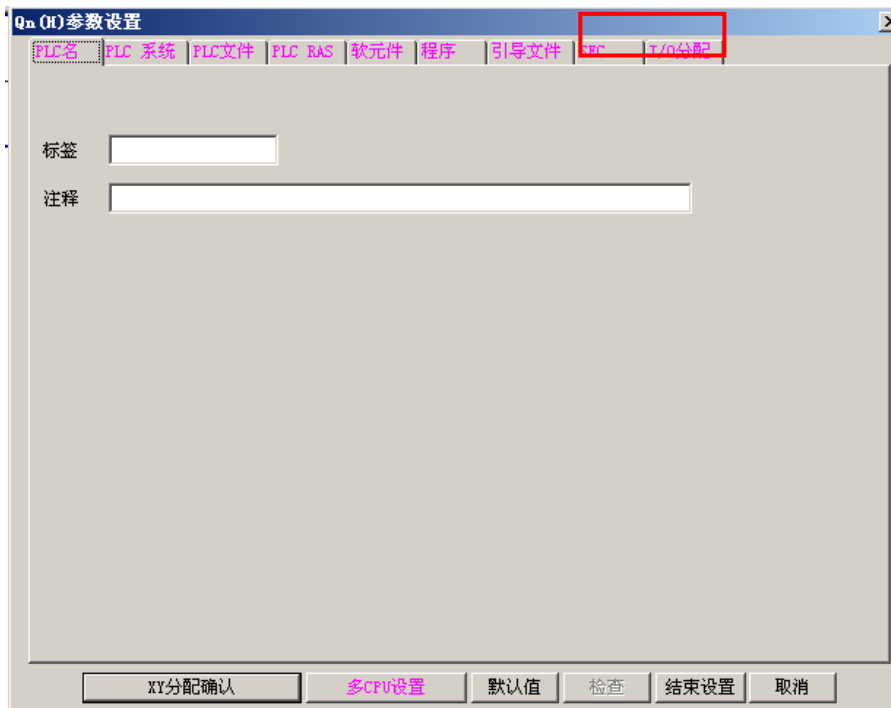 Qn(H)参数设置
PLC名 PLC 系统 PLC文件 PLC RAS 软元件 程序 引导文件 SFC I/O分配
标签
注释
XY分配确认 多CPU设置 默认值 检查 结束设置 取消